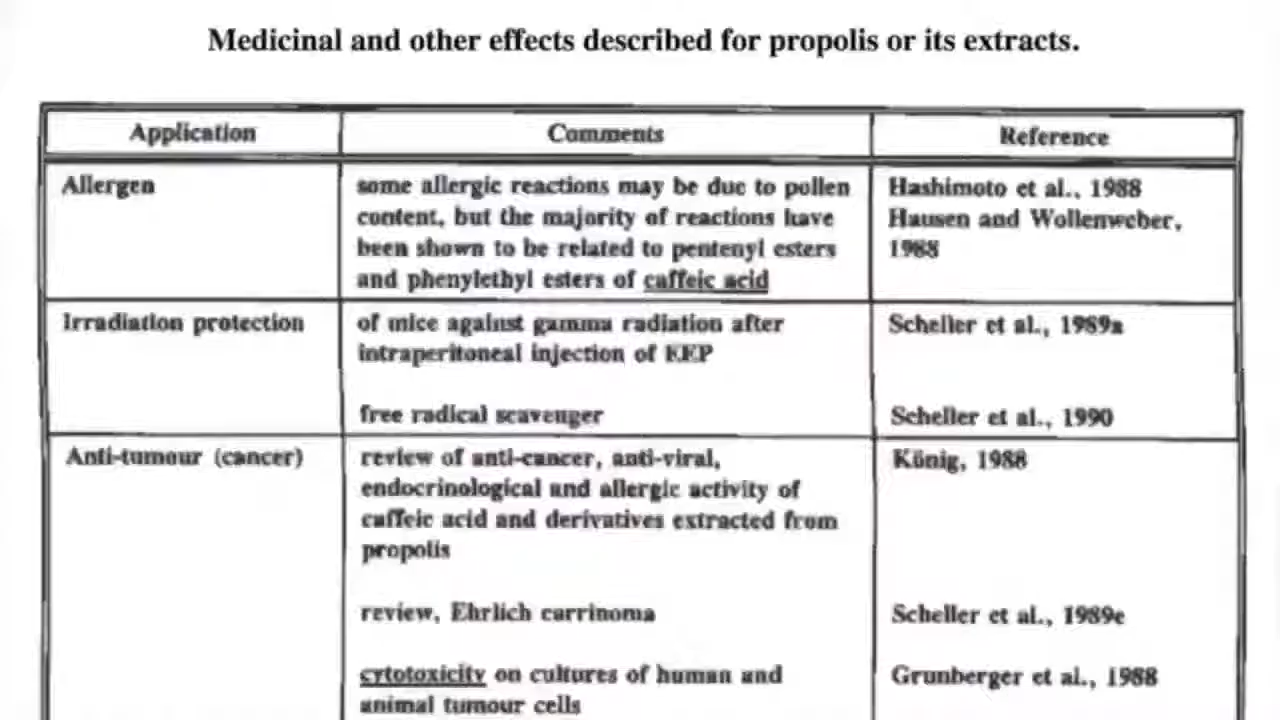 Medicinal and other effects described for propolis or its extracts.
Application Comments Reference
Allergen some allergic reactions may be due to pollen Hashimoto et al., 1988
content, but the majority of reactions have Hausen and Wollenweber,
been shown to be related to pentenyl esters 1988
and phenylethyl esters of caffeic acid
Irradiation protection of mice against gamma radiation after Scheller et al., 1989a
intraperitoneal injection of EEP
free radical scavenger Scheller et al., 1990
Anti-tumour (cancer) review of anti-cancer, anti-viral, König, 1988
endocrinological and allergic activity of
caffeic acid and derivatives extracted from
propolis
review, Ehrlich carrinoma Scheller et al., 1989e
cytotoxicity on cultures of human and Grunberger et al., 1988
animal tumour cells